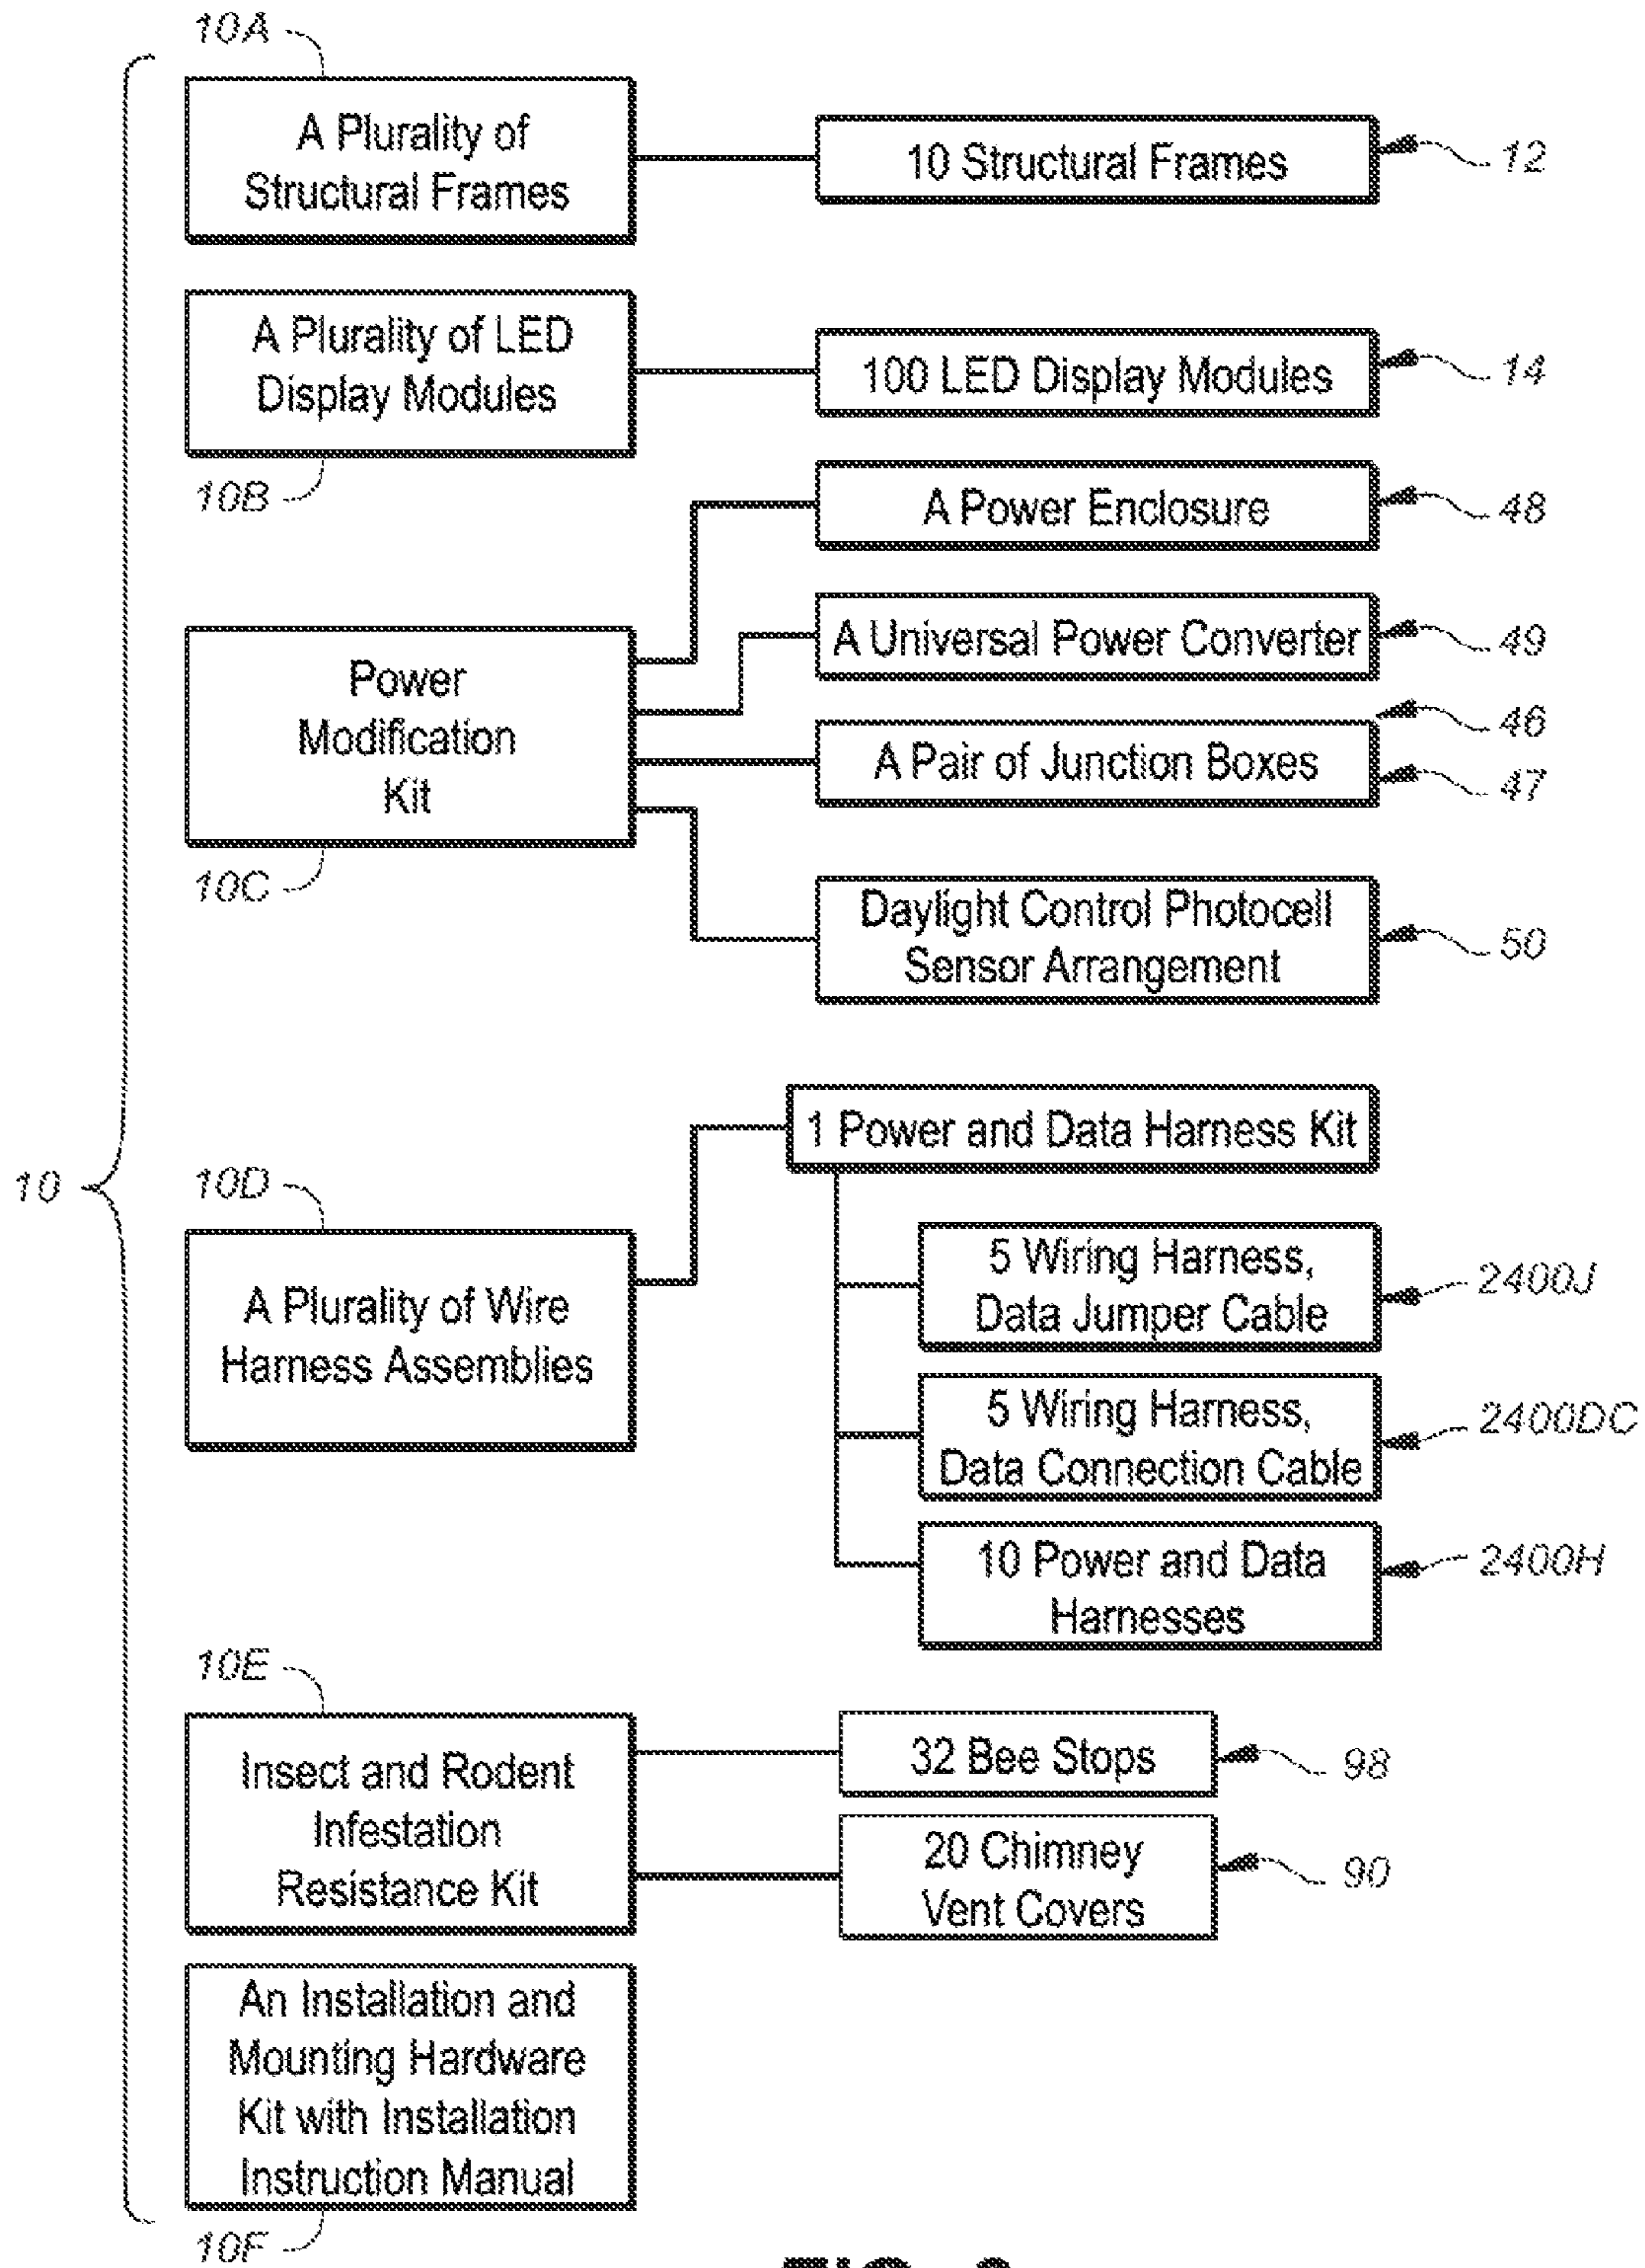 10A
A Plurality of
Structural Frames
10 Structural Frames
12
A Plurality of LED
Display Modules
10B
100 LED Display Modules
14
Power
Modification
Kit
10C
A Power Enclosure
48
A Universal Power Converter
49
A Pair of Junction Boxes
46
47
Daylight Control Photocell
Sensor Arrangement
50
10
10D
A Plurality of Wire
Harness Assemblies
1 Power and Data Harness Kit
5 Wiring Harness,
Data Jumper Cable
2400J
5 Wiring Harness,
Data Connection Cable
2400DC
10 Power and Data
Harnesses
2400H
10E
Insect and Rodent
Infestation
Resistance Kit
32 Bee Stops
98
20 Chimney
Vent Covers
90
An Installation and
Mounting Hardware
Kit with Installation
Instruction Manual
10F